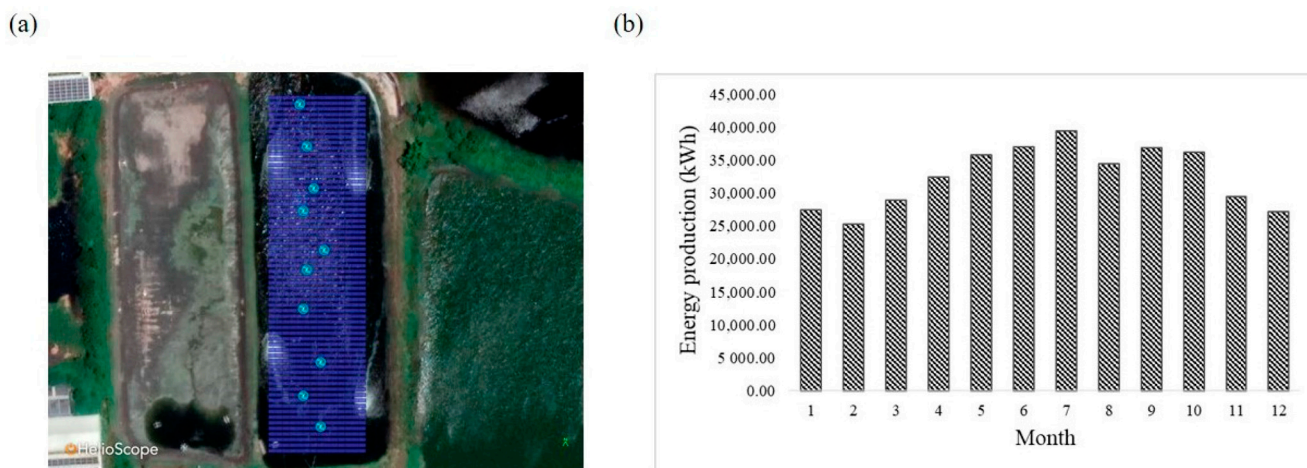 (a)
(b)
HelioScope
Energy production (kWh)
45,000.00
40,000.00
35,000.00
30,000.00
25,000.00
20,000.00
15,000.00
10,000.00
5 000.00
0.00
1 2 3 4 5 6 7 8 9 10 11 12
Month